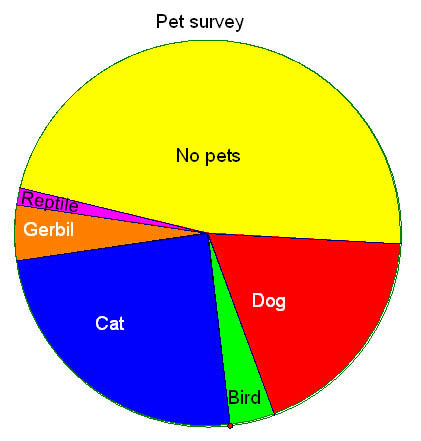 Pet survey
No pets
Reptile
Gerbil
Dog
Cat
Bird